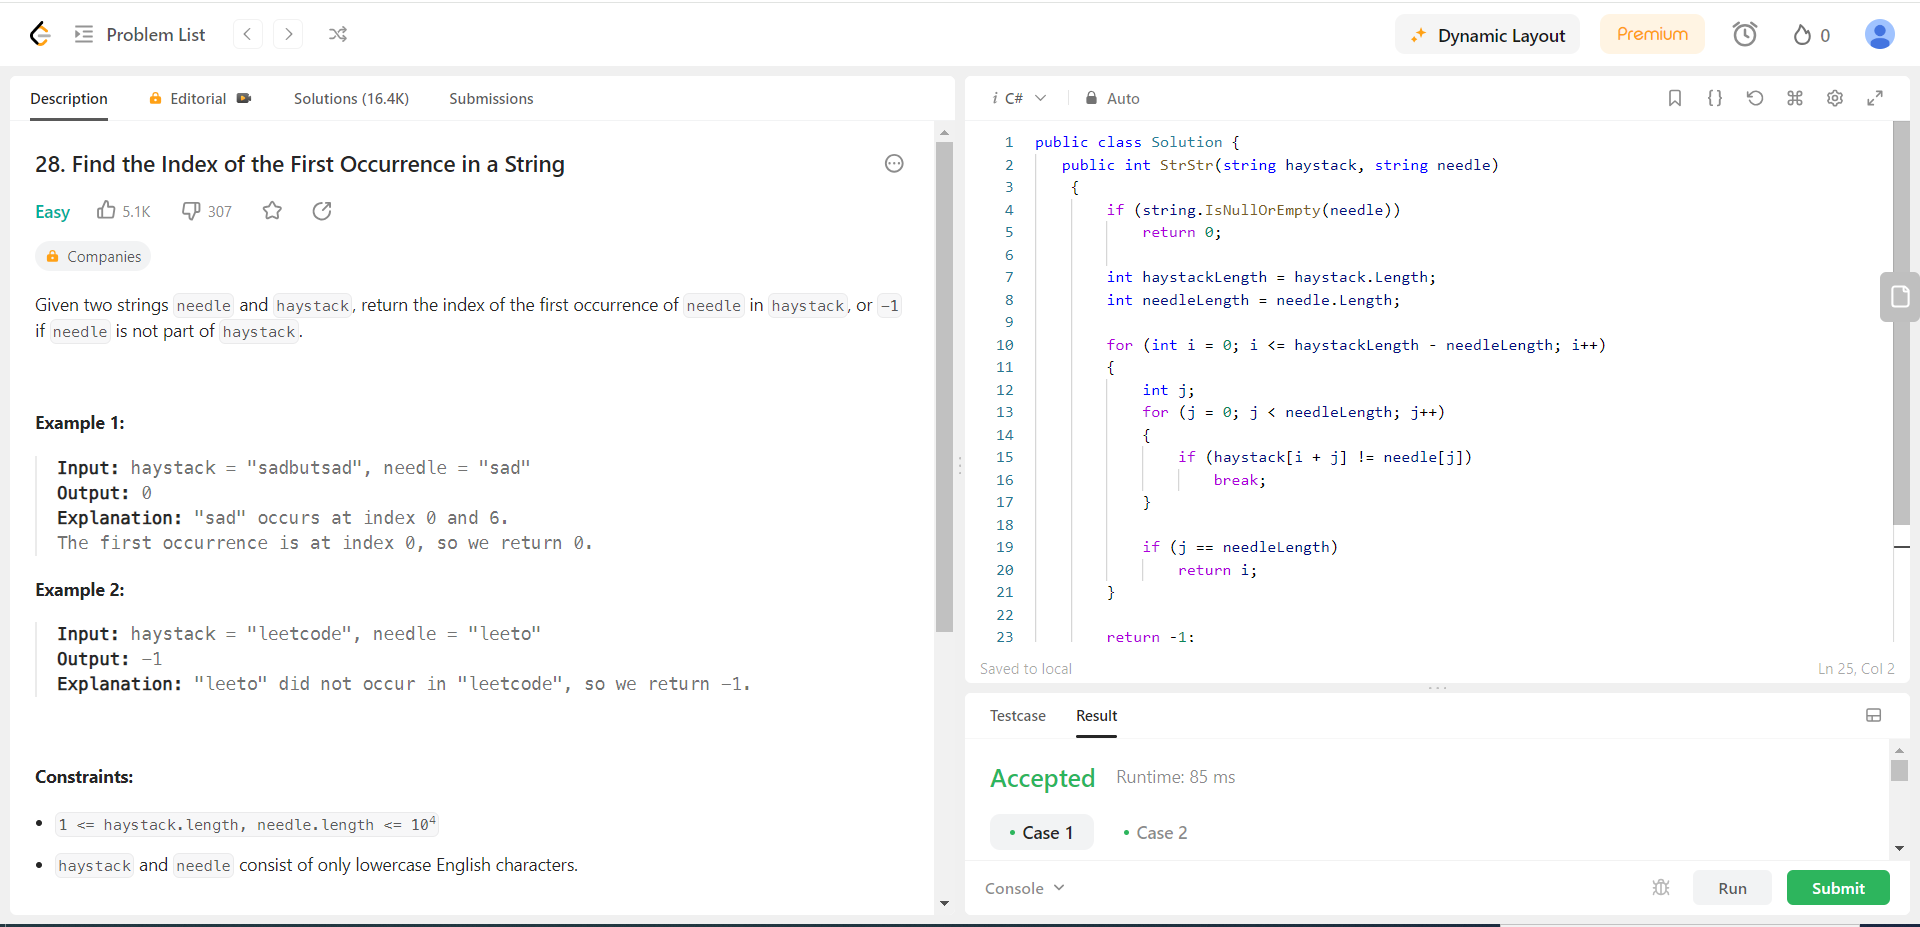 Problem List
Dynamic Layout
Premium
0
Description
Editorial
Solutions (16.4K)
Submissions
28. Find the Index of the First Occurrence in a String
Easy
5.1K
307
Companies
Given two strings needle and haystack, return the index of the first occurrence of needle in haystack, or -1
if needle is not part of haystack.
Example 1:
Input: haystack = "sadbutsad", needle = "sad"
Output: 0
Explanation: "sad" occurs at index 0 and 6.
The first occurrence is at index 0, so we return 0.
Example 2:
Input: haystack = "leetcode", needle = "leeto"
Output: -1
Explanation: "leeto" did not occur in "leetcode", so we return -1.
Constraints:
• 1 <= haystack.length, needle.length <= 10⁴
• haystack and needle consist of only lowercase English characters.
i C#
Auto
1 public class Solution {
2 public int StrStr(string haystack, string needle)
3 {
4 if (string.IsNullOrEmpty(needle))
5 return 0;
6
7 int haystackLength = haystack.Length;
8 int needleLength = needle.Length;
9
10 for (int i = 0; i <= haystackLength - needleLength; i++)
11 {
12 int j;
13 for (j = 0; j < needleLength; j++)
14 {
15 if (haystack[i + j] != needle[j])
16 break;
17 }
18
19 if (j == needleLength)
20 return i;
21 }
22
23 return -1;
Saved to local
Ln 25, Col 2
Testcase
Result
Accepted
Runtime: 85 ms
• Case 1
• Case 2
Console
Run
Submit